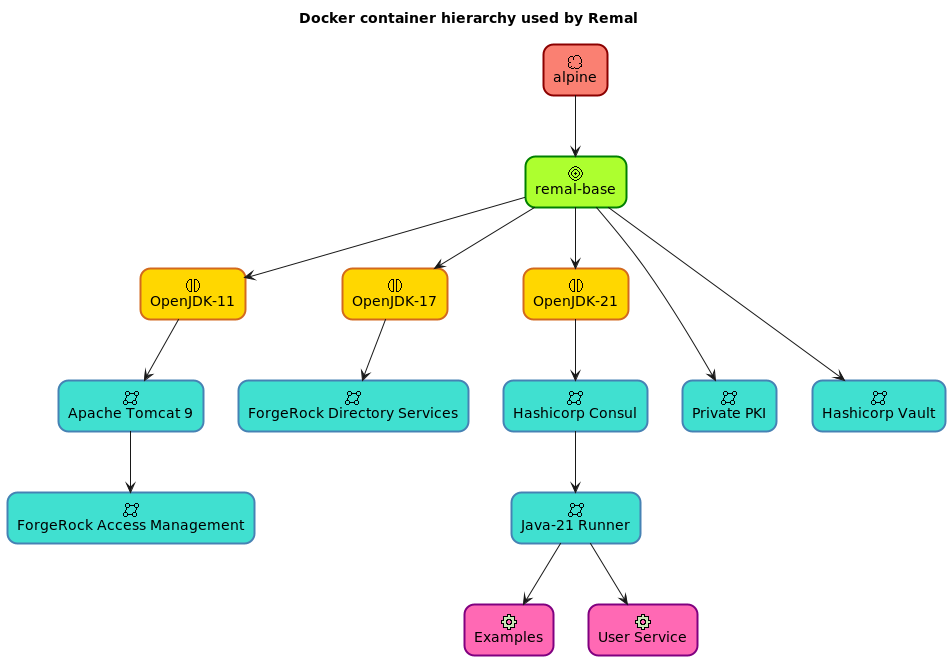 Docker container hierarchy used by Remal
alpine
remal-base
OpenJDK-11
OpenJDK-17
OpenJDK-21
Apache Tomcat 9
ForgeRock Directory Services
Hashicorp Consul
Private PKI
Hashicorp Vault
ForgeRock Access Management
Java-21 Runner
Examples
User Service